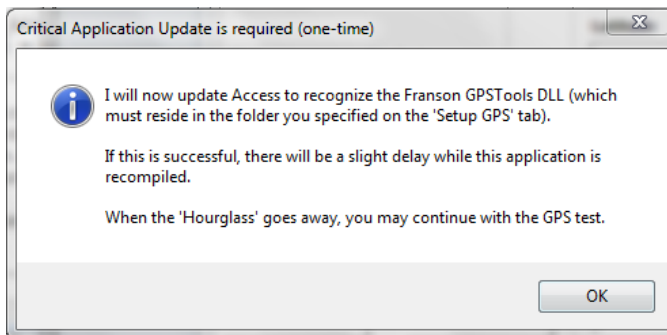 Critical Application Update is required (one-time)
I will now update Access to recognize the Franson GPSTools DLL (which
must reside in the folder you specified on the 'Setup GPS' tab).
If this is successful, there will be a slight delay while this application is
recompiled.
When the 'Hourglass' goes away, you may continue with the GPS test.
OK